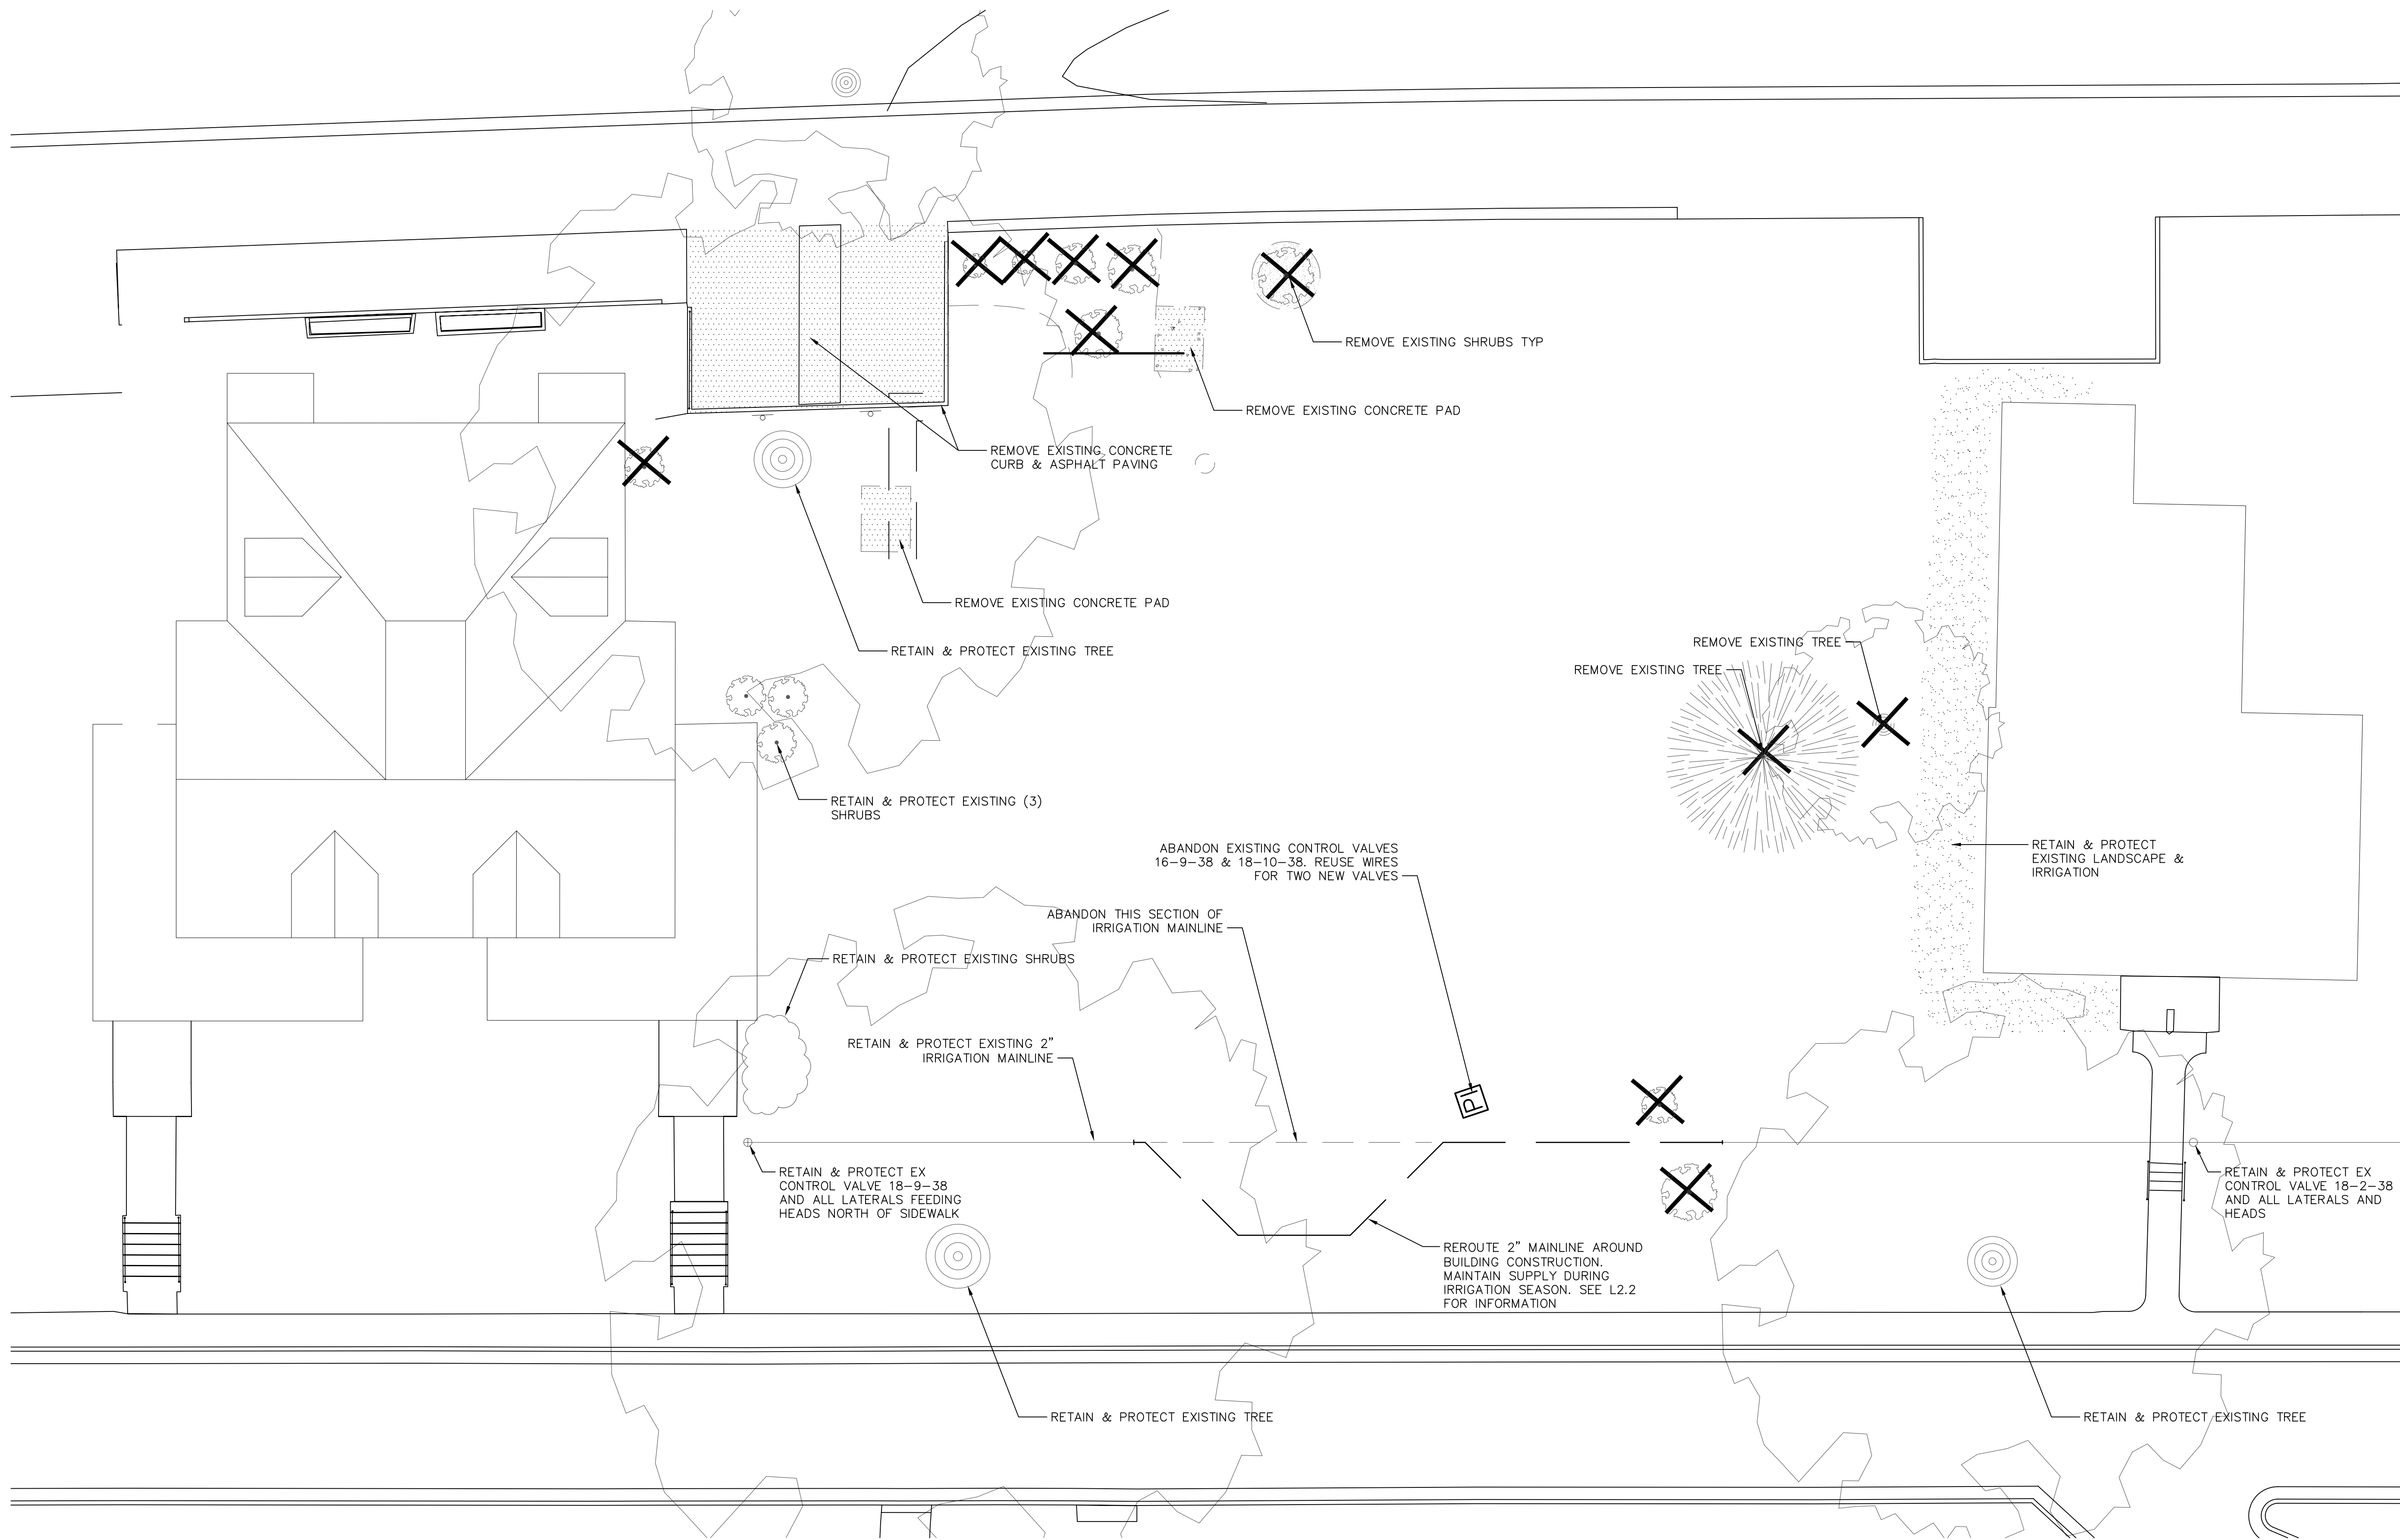 REMOVE EXISTING SHRUBS TYP
REMOVE EXISTING CONCRETE PAD
REMOVE EXISTING CONCRETE
CURB & ASPHALT PAVING
REMOVE EXISTING CONCRETE PAD
RETAIN & PROTECT EXISTING TREE
REMOVE EXISTING TREE
REMOVE EXISTING TREE
RETAIN & PROTECT EXISTING (3)
SHRUBS
ABANDON EXISTING CONTROL VALVES
16-9-38 & 18-10-38. REUSE WIRES
FOR TWO NEW VALVES
RETAIN & PROTECT
EXISTING LANDSCAPE &
IRRIGATION
ABANDON THIS SECTION OF
IRRIGATION MAINLINE
RETAIN & PROTECT EXISTING SHRUBS
RETAIN & PROTECT EXISTING 2"
IRRIGATION MAINLINE
RETAIN & PROTECT EX
CONTROL VALVE 18-9-38
AND ALL LATERALS FEEDING
HEADS NORTH OF SIDEWALK
RETAIN & PROTECT EX
CONTROL VALVE 18-2-38
AND ALL LATERALS AND
HEADS
REROUTE 2" MAINLINE AROUND
BUILDING CONSTRUCTION.
MAINTAIN SUPPLY DURING
IRRIGATION SEASON. SEE L2.2
FOR INFORMATION
RETAIN & PROTECT EXISTING TREE
RETAIN & PROTECT EXISTING TREE